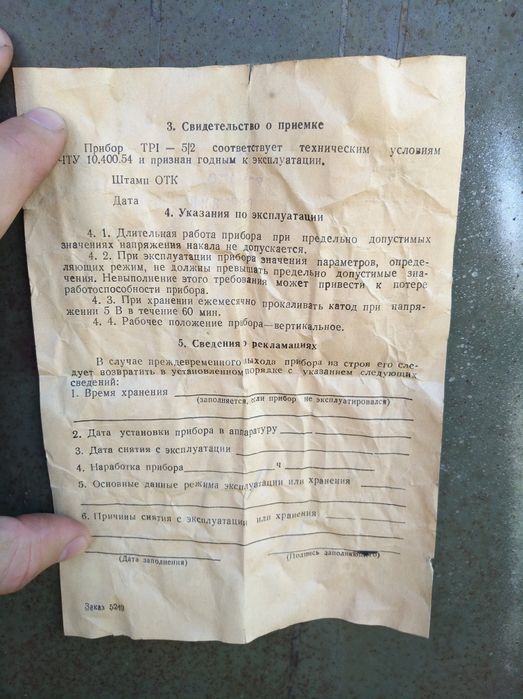 3. Свидетельство о приемке
Прибор ТР1 — 5|2 соответствует техническим условиям
ЧТУ 10.400.54 и признан годным к эксплуатации.
Штамп ОТК
Дата
4. Указания по эксплуатации
4. 1. Длительная работа прибора при предельно допустимых
значениях напряжения накала не допускается.
4. 2. При эксплуатации прибора значения параметров, опреде-
ляющих режим, не должны превышать предельно допустимые зна-
чения. Невыполнение этого требования может привести к потере
работоспособности прибора.
4. 3. При хранении ежемесячно прокаливать катод при напря-
жении 5 В в течение 60 мин.
4. 4. Рабочее положение прибора—вертикальное.
5. Сведения о рекламациях
В случае преждевременного выхода прибора из строя его сле-
дует возвратить в установленном порядке с указанием следующих
сведений:
1. Время хранения
(заполняется, если прибор не эксплуатировался)
2. Дата установки прибора в аппаратуру
3. Дата снятия с эксплуатации
4. Наработка прибора ч
5. Основные данные режима эксплуатации или хранения
6. Причины снятия с эксплуатации или хранения
(Дата заполнения) (Подпись заполняющего)
Заказ 5249